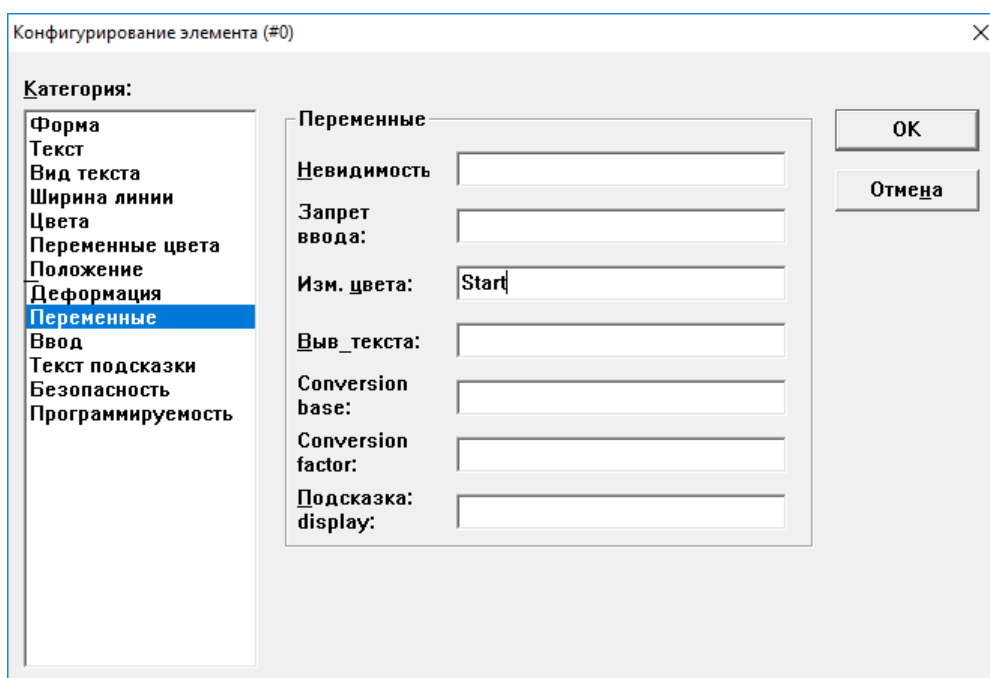 Конфигурирование элемента (#0)
Категория:
Форма
Текст
Вид текста
Ширина линии
Цвета
Переменные цвета
Положение
Деформация
Переменные
Ввод
Текст подсказки
Безопасность
Программируемость
Переменные
Невидимость
Запрет
ввода:
Изм. цвета:
Start
Выв_текста:
Conversion
base:
Conversion
factor:
Подсказка:
display:
OK
Отмена